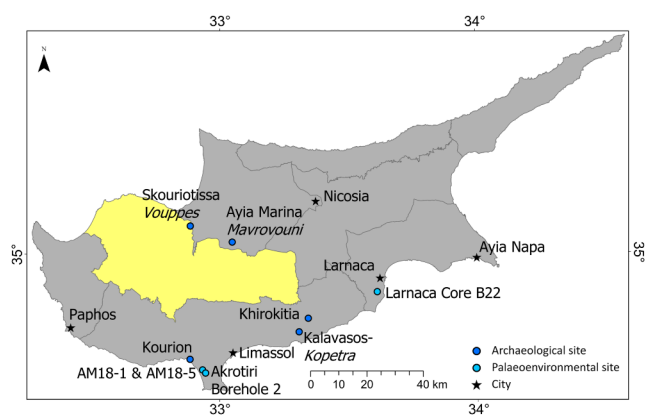 33°
34°
N
Skouriotissa
Vouppes
Ayia Marina
Mavrovouni
Nicosia
35°
35°
Ayia Napa
Larnaca
Larnaca Core B22
Khirokitia
Paphos
Kalavasos-
Kopetra
Kourion
Limassol
AM18-1 & AM18-5
Akrotiri
Borehole 2
Archaeological site
Palaeoenvironmental site
City
0 10 20 40 km
33°
34°